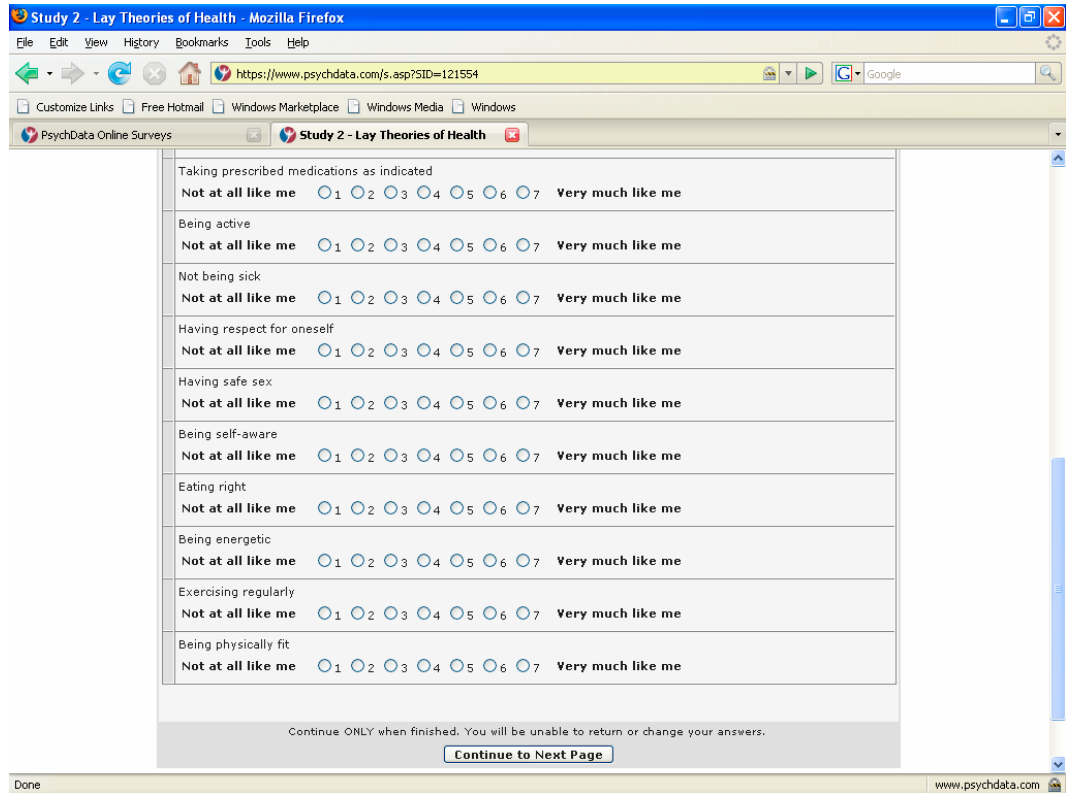 Study 2 - Lay Theories of Health - Mozilla Firefox
File Edit View History Bookmarks Tools Help
https://www.psychdata.com/s.asp?SID=121554 G Google
Customize Links Free Hotmail Windows Marketplace Windows Media Windows
PsychData Online Surveys Study 2 - Lay Theories of Health
Taking prescribed medications as indicated
Not at all like me 1 2 3 4 5 6 7 Very much like me
Being active
Not at all like me 1 2 3 4 5 6 7 Very much like me
Not being sick
Not at all like me 1 2 3 4 5 6 7 Very much like me
Having respect for oneself
Not at all like me 1 2 3 4 5 6 7 Very much like me
Having safe sex
Not at all like me 1 2 3 4 5 6 7 Very much like me
Being self-aware
Not at all like me 1 2 3 4 5 6 7 Very much like me
Eating right
Not at all like me 1 2 3 4 5 6 7 Very much like me
Being energetic
Not at all like me 1 2 3 4 5 6 7 Very much like me
Exercising regularly
Not at all like me 1 2 3 4 5 6 7 Very much like me
Being physically fit
Not at all like me 1 2 3 4 5 6 7 Very much like me
Continue ONLY when finished. You will be unable to return or change your answers.
Continue to Next Page
Done www.psychdata.com